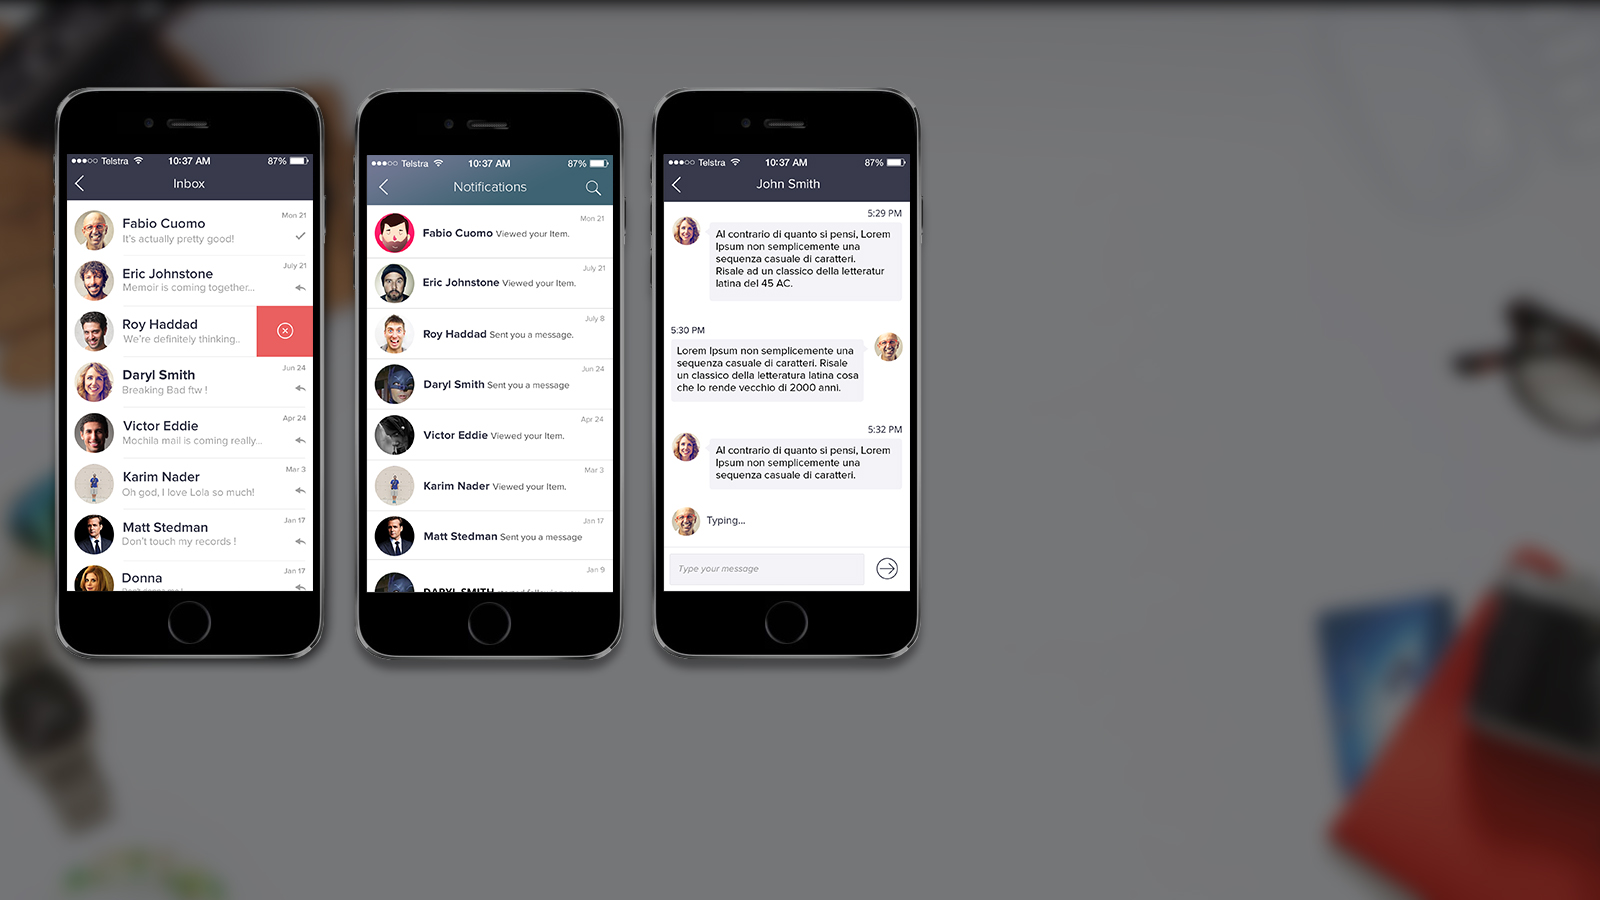 Telstra 10:37 AM 87%
Inbox
Mon 21
Fabio Cuomo
It's actually pretty good!
July 21
Eric Johnstone
Memoir is coming together...
Roy Haddad
We're definitely thinking..
Jun 24
Daryl Smith
Breaking Bad ftw !
Apr 24
Victor Eddie
Mochila mail is coming really...
Mar 3
Karim Nader
Oh god, I love Lola so much!
Jan 17
Matt Stedman
Don't touch my records !
Jan 17
Donna
Telstra 10:37 AM 87%
Notifications
Mon 21
Fabio Cuomo Viewed your Item.
July 21
Eric Johnstone Viewed your Item.
July 8
Roy Haddad Sent you a message.
Jun 24
Daryl Smith Sent you a message
Apr 24
Victor Eddie Viewed your Item.
Mar 3
Karim Nader Viewed your Item.
Jan 17
Matt Stedman Sent you a message
Jan 9
DARYL SMITH
Telstra 10:37 AM 87%
John Smith
5:29 PM
Al contrario di quanto si pensi, Lorem
Ipsum non semplicemente una
sequenza casuale di caratteri.
Risale ad un classico della letteratur
latina del 45 AC.
5:30 PM
Lorem Ipsum non semplicemente una
sequenza casuale di caratteri. Risale
un classico della letteratura latina cosa
che lo rende vecchio di 2000 anni.
5:32 PM
Al contrario di quanto si pensi, Lorem
Ipsum non semplicemente una
sequenza casuale di caratteri.
Typing...
Type your message